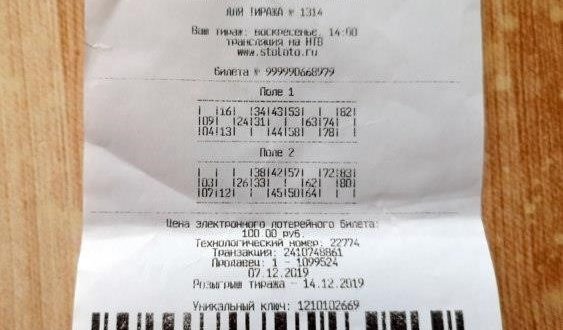 ДЛЯ ТИРАЖА № 1314
Ваш тираж: воскресенье, 14:00
трансляция на НТВ
www.stoloto.ru
Билета № 999990668979
Поле 1
| |16| |34|43|53| | |82|
|09| |24|31| | |63|74| |
|04|13| | |44|58| |78| |
Поле 2
| | | |38|42|57| |72|83|
|03| |26|33| | |62| |80|
|07|12| | |45|50|64| | |
Цена электронного лотерейного билета:
100.00 руб.
Технологический номер: 22774
Транзакция: 2410748861
Продавец: 1 - 1099524
07.12.2019
Розыгрыш тиража - 14.12.2019
Уникальный ключ: 1210102669